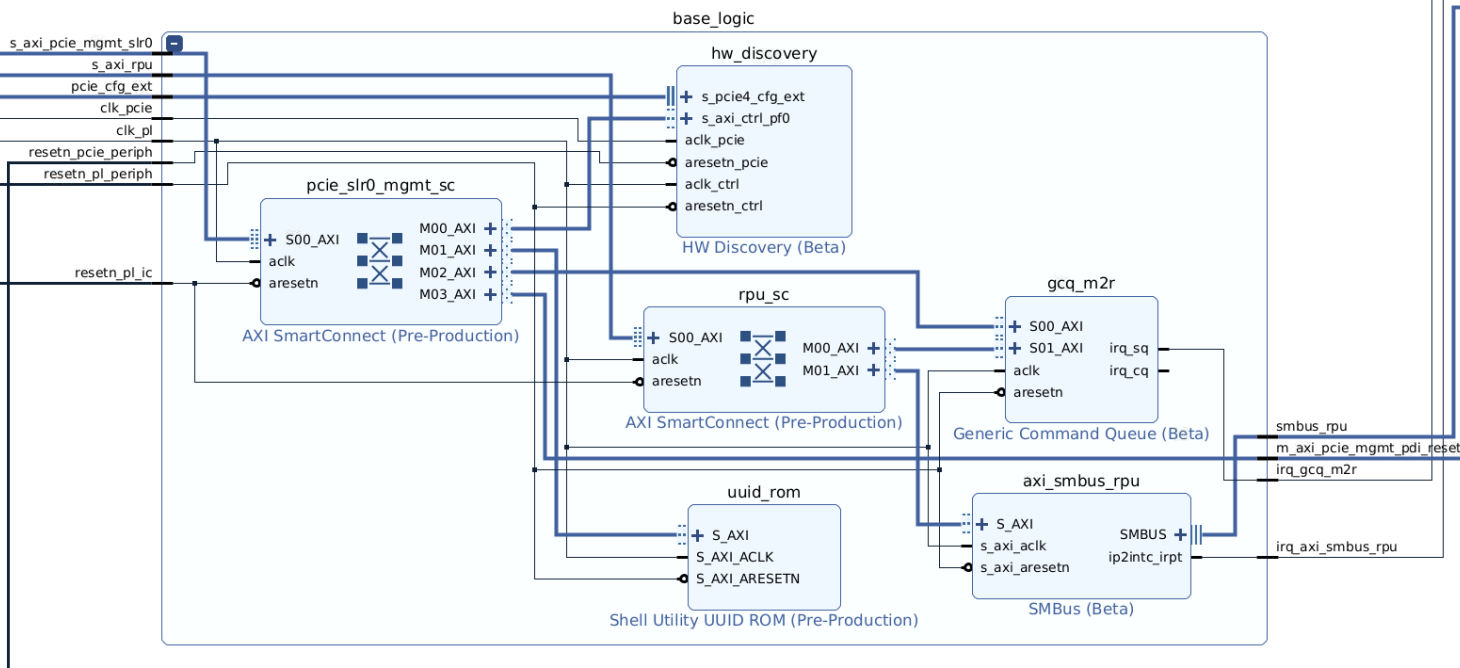 base_logic
s_axi_pcie_mgmt_slr0
s_axi_rpu
pcie_cfg_ext
clk_pcie
clk_pl
resetn_pcie_periph
resetn_pl_periph
resetn_pl_ic
hw_discovery
s_pcie4_cfg_ext
s_axi_ctrl_pf0
aclk_pcie
aresetn_pcie
aclk_ctrl
aresetn_ctrl
HW Discovery (Beta)
pcie_slr0_mgmt_sc
S00_AXI
aclk
aresetn
M00_AXI
M01_AXI
M02_AXI
M03_AXI
AXI SmartConnect (Pre-Production)
rpu_sc
S00_AXI
aclk
aresetn
M00_AXI
M01_AXI
AXI SmartConnect (Pre-Production)
gcq_m2r
S00_AXI
S01_AXI
aclk
aresetn
irq_sq
irq_cq
Generic Command Queue (Beta)
uuid_rom
S_AXI
S_AXI_ACLK
S_AXI_ARESETN
Shell Utility UUID ROM (Pre-Production)
axi_smbus_rpu
S_AXI
s_axi_aclk
s_axi_aresetn
SMBUS
ip2intc_irpt
SMBus (Beta)
smbus_rpu
m_axi_pcie_mgmt_pdi_reset
irq_gcq_m2r
irq_axi_smbus_rpu